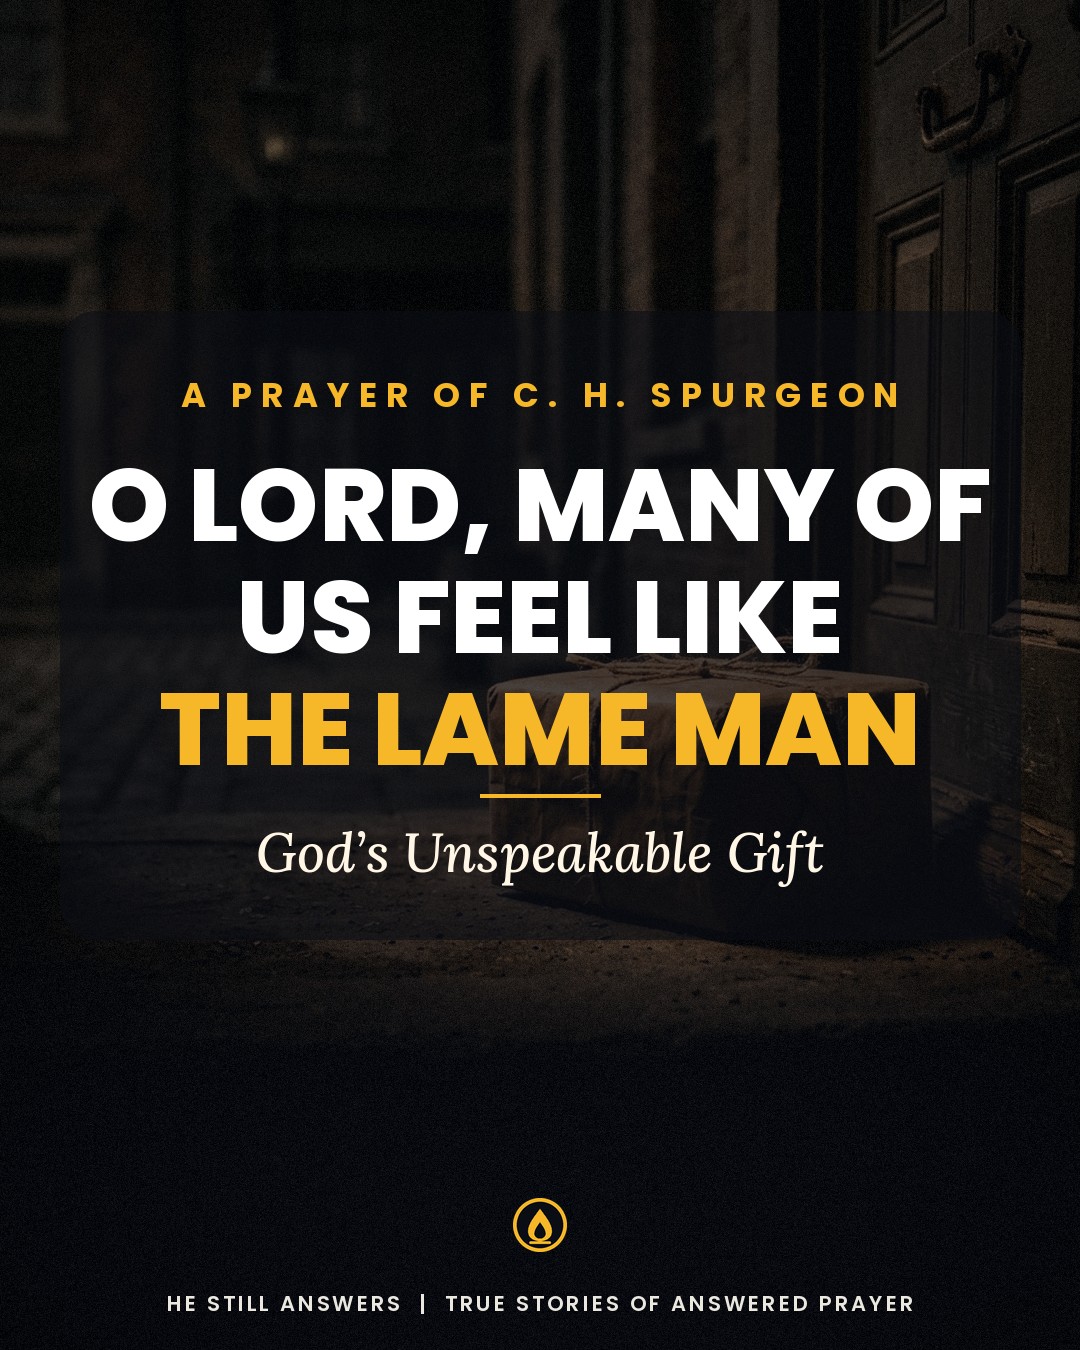 A PRAYER OF C. H. SPURGEON
O LORD, MANY OF
US FEEL LIKE
THE LAME MAN
God’s Unspeakable Gift
HE STILL ANSWERS | TRUE STORIES OF ANSWERED PRAYER